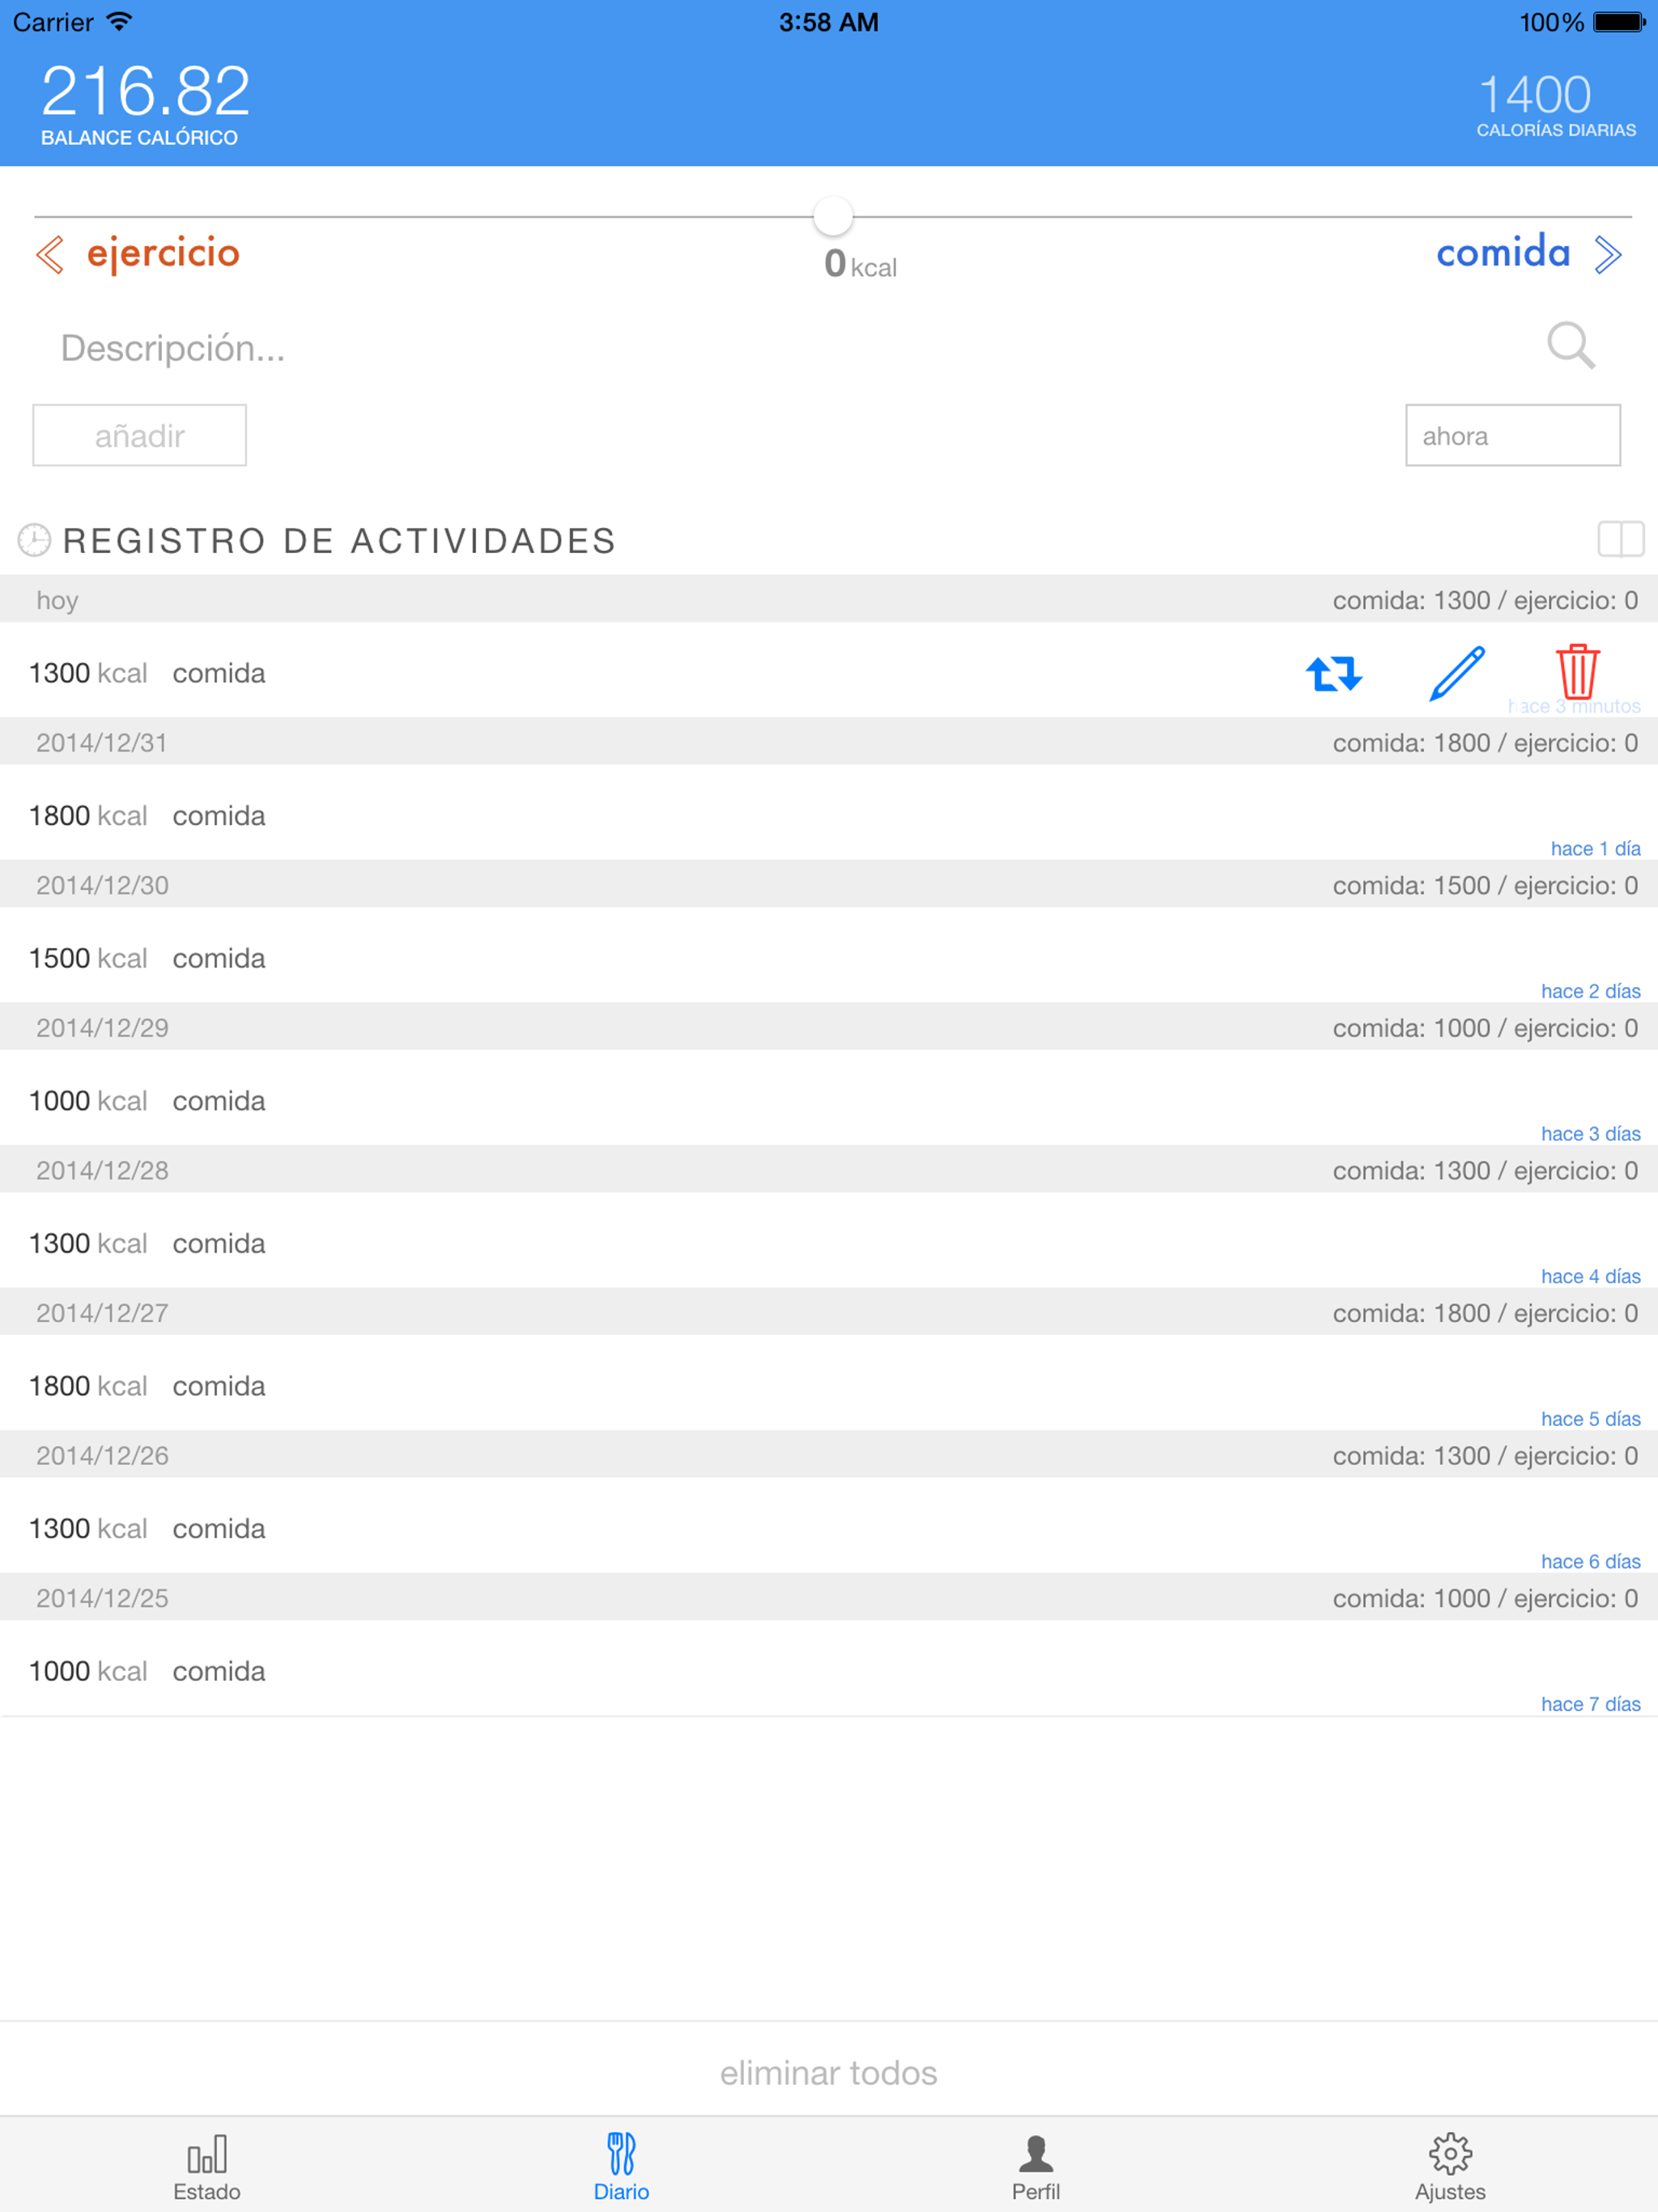 Carrier 3:58 AM 100%
216.82 1400
BALANCE CALÓRICO CALORÍAS DIARIAS
ejercicio 0 kcal comida
Descripción...
añadir ahora
REGISTRO DE ACTIVIDADES
hoy comida: 1300 / ejercicio: 0
1300 kcal comida
hace 3 minutos
2014/12/31 comida: 1800 / ejercicio: 0
1800 kcal comida
hace 1 día
2014/12/30 comida: 1500 / ejercicio: 0
1500 kcal comida
hace 2 días
2014/12/29 comida: 1000 / ejercicio: 0
1000 kcal comida
hace 3 días
2014/12/28 comida: 1300 / ejercicio: 0
1300 kcal comida
hace 4 días
2014/12/27 comida: 1800 / ejercicio: 0
1800 kcal comida
hace 5 días
2014/12/26 comida: 1300 / ejercicio: 0
1300 kcal comida
hace 6 días
2014/12/25 comida: 1000 / ejercicio: 0
1000 kcal comida
hace 7 días
eliminar todos
Estado Diario Perfil Ajustes